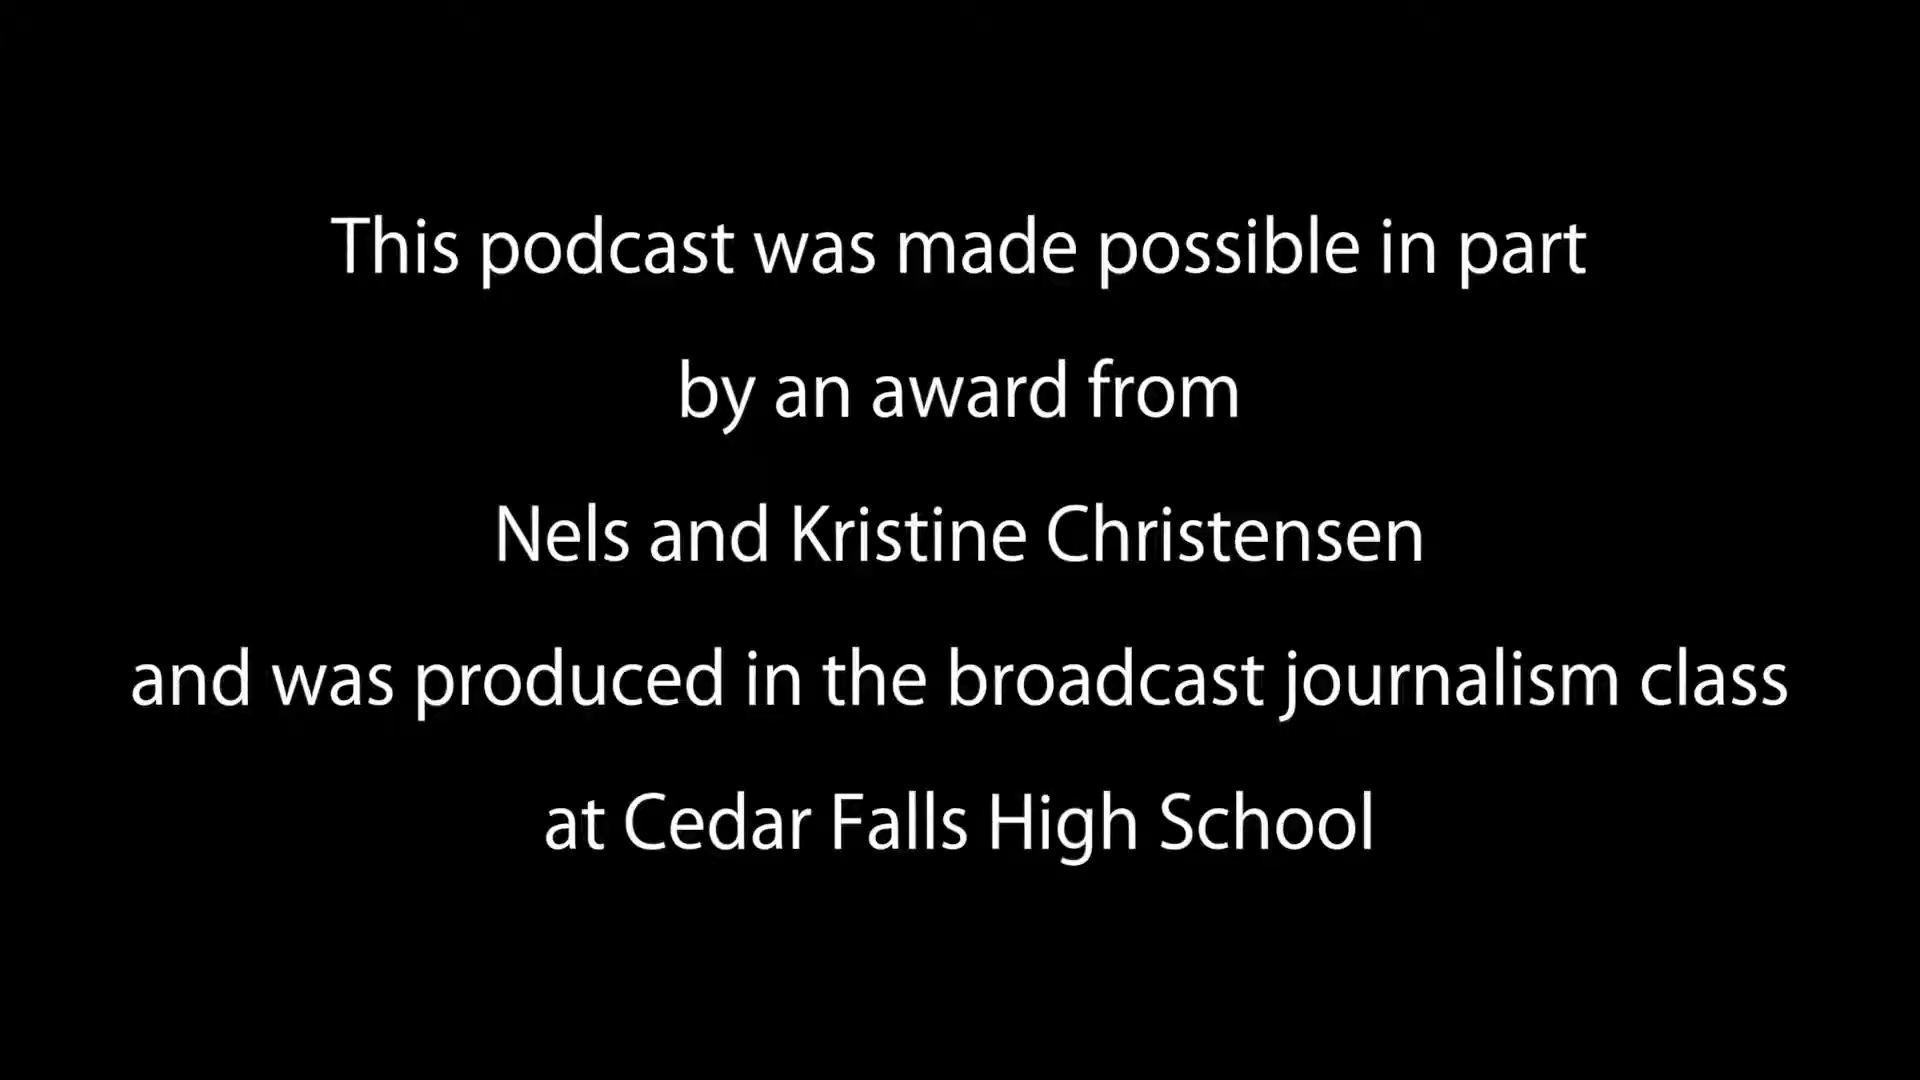 This podcast was made possible in part
by an award from
Nels and Kristine Christensen
and was produced in the broadcast journalism class
at Cedar Falls High School